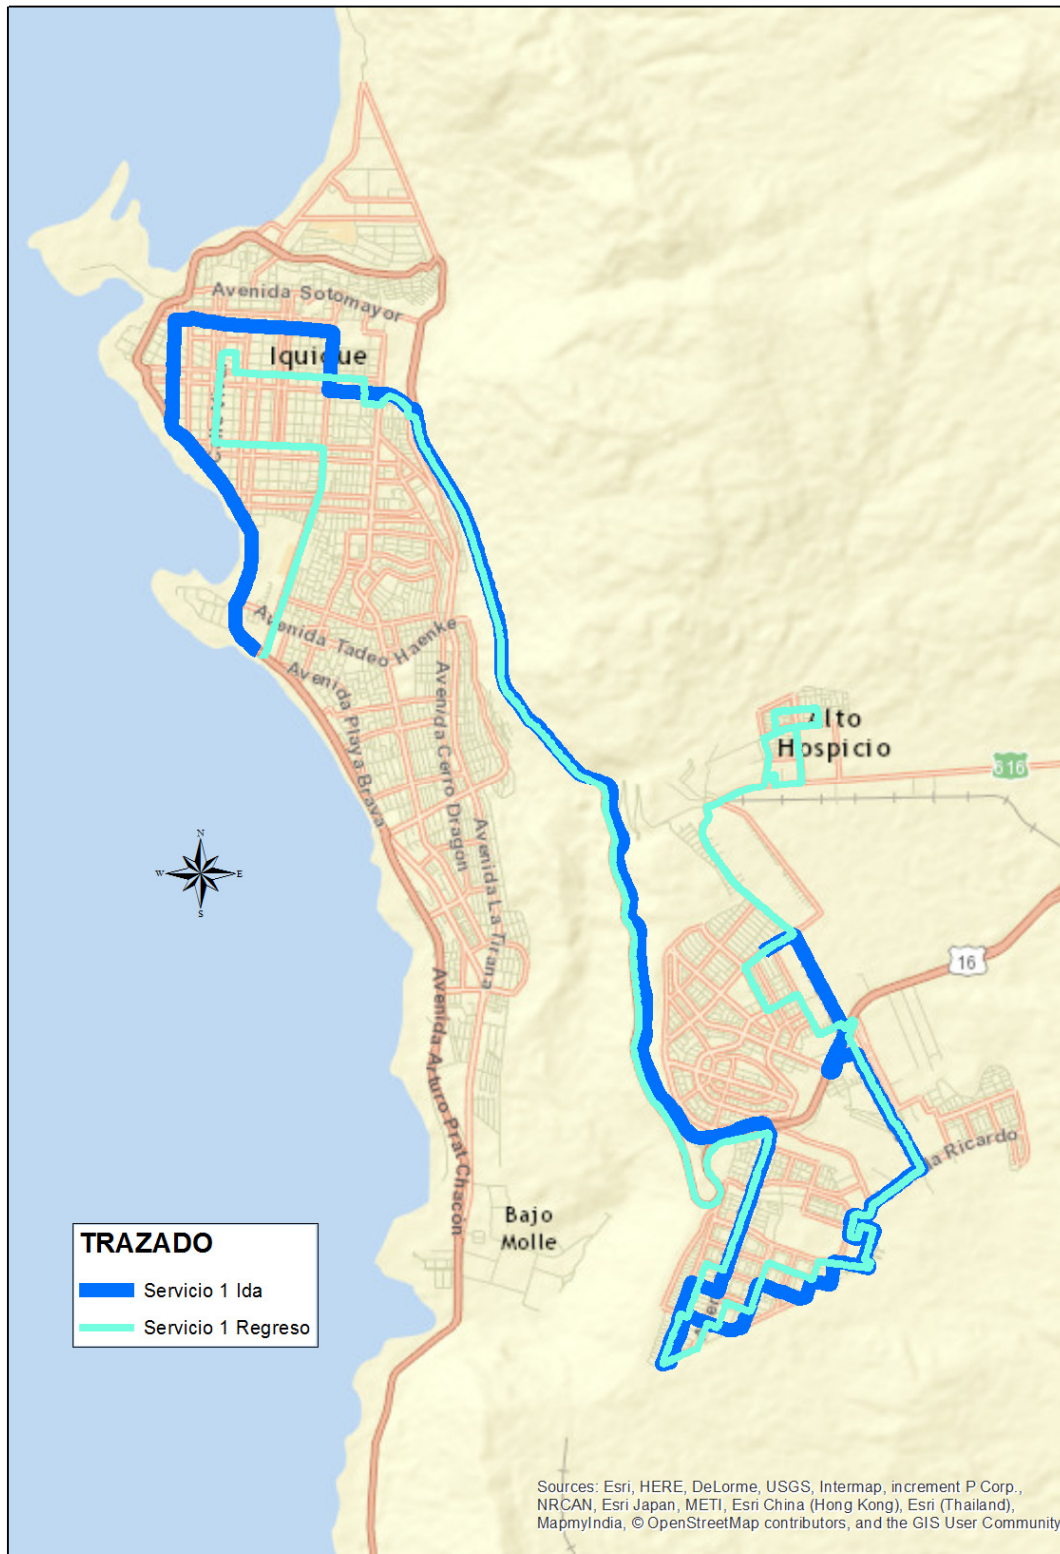 Avenida Sotomayor
Iquique
Avenida Tadeo Haenke
Avenida Playa Brava
Avenida Cerro Dragón
Avenida La Tirana
Alto
Hospicio
616
N
W
E
S
16
Avenida Arturo Prat Chacón
la Ricardo
Bajo
Molle
TRAZADO
Servicio 1 Ida
Servicio 1 Regreso
Sources: Esri, HERE, DeLorme, USGS, Intermap, increment P Corp.,
NRCAN, Esri Japan, METI, Esri China (Hong Kong), Esri (Thailand),
MapmyIndia, © OpenStreetMap contributors, and the GIS User Community